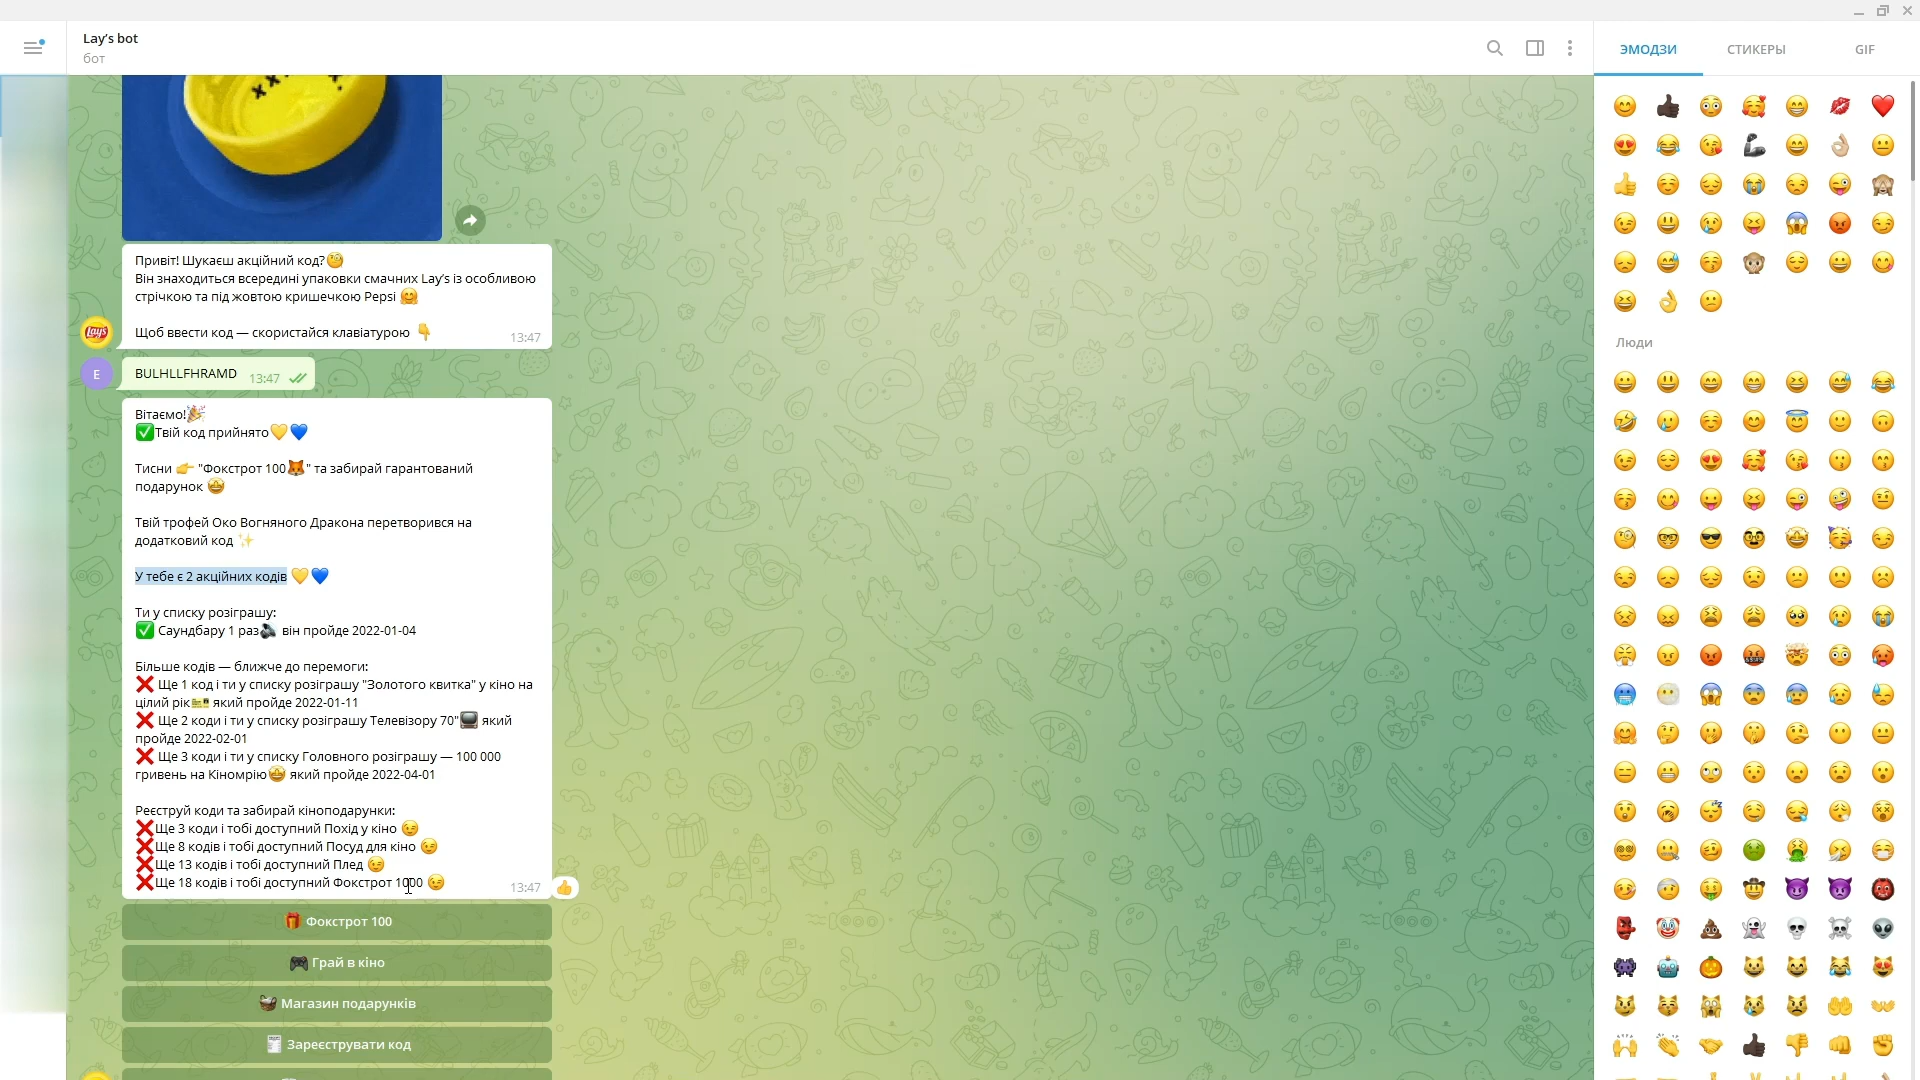 Lay's bot
бот
ЭМОДЗИ
СТИКЕРЫ
GIF
Привіт! Шукаєш акційний код?🧐
Він знаходиться всередині упаковки смачних Lay's із особливою
стрічкою та під жовтою кришечкою Pepsi 🤗
Щоб ввести код — скористайся клавіатурою 👇
13:47
Lay's
E
BULHLLFHRAMD 13:47
Вітаємо!🎉
✅Твій код прийнято💛💙
Тисни 👉 "Фокстрот 100🦊" та забирай гарантований
подарунок 🤩
Твій трофей Око Вогняного Дракона перетворився на
додатковий код ✨
У тебе є 2 акційних кодів 💛💙
Ти у списку розіграшу:
✅ Саундбару 1 раз🔊 він пройде 2022-01-04
Більше кодів — ближче до перемоги:
❌ Ще 1 код і ти у списку розіграшу "Золотого квитка" у кіно на
цілий рік🎫 який пройде 2022-01-11
❌ Ще 2 коди і ти у списку розіграшу Телевізору 70"📺 який
пройде 2022-02-01
❌ Ще 3 коди і ти у списку Головного розіграшу — 100 000
гривень на Кіномрію🤩 який пройде 2022-04-01
Реєструй коди та забирай кіноподарунки:
❌Ще 3 коди і тобі доступний Похід у кіно 😉
❌Ще 8 кодів і тобі доступний Посуд для кіно 😉
❌Ще 13 кодів і тобі доступний Плед 😉
❌Ще 18 кодів і тобі доступний Фокстрот 1000 😉
13:47
🎁 Фокстрот 100
🎮 Грай в кіно
Магазин подарунків
🧾 Зареєструвати код
Люди